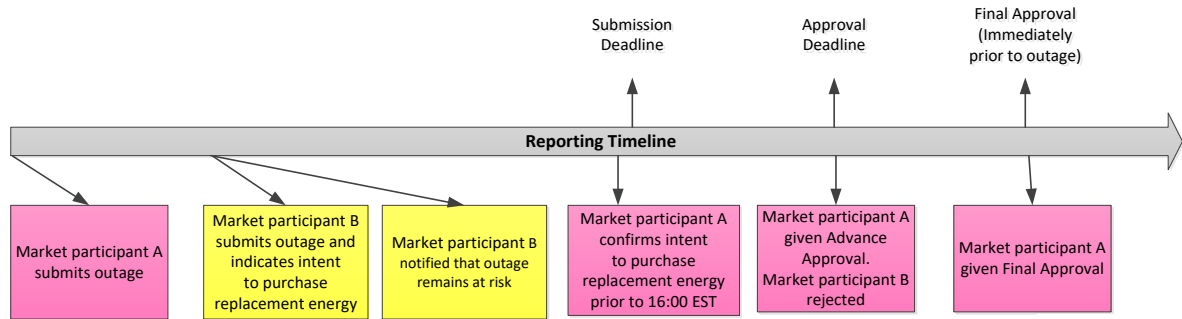 Submission
Deadline
Approval
Deadline
Final Approval
(Immediately
prior to outage)
Reporting Timeline
Market participant A
submits outage
Market participant B
submits outage and
indicates intent
to purchase
replacement energy
Market participant B
notified that outage
remains at risk
Market participant A
confirms intent
to purchase
replacement energy
prior to 16:00 EST
Market participant A
given Advance
Approval.
Market participant B
rejected
Market participant A
given Final Approval